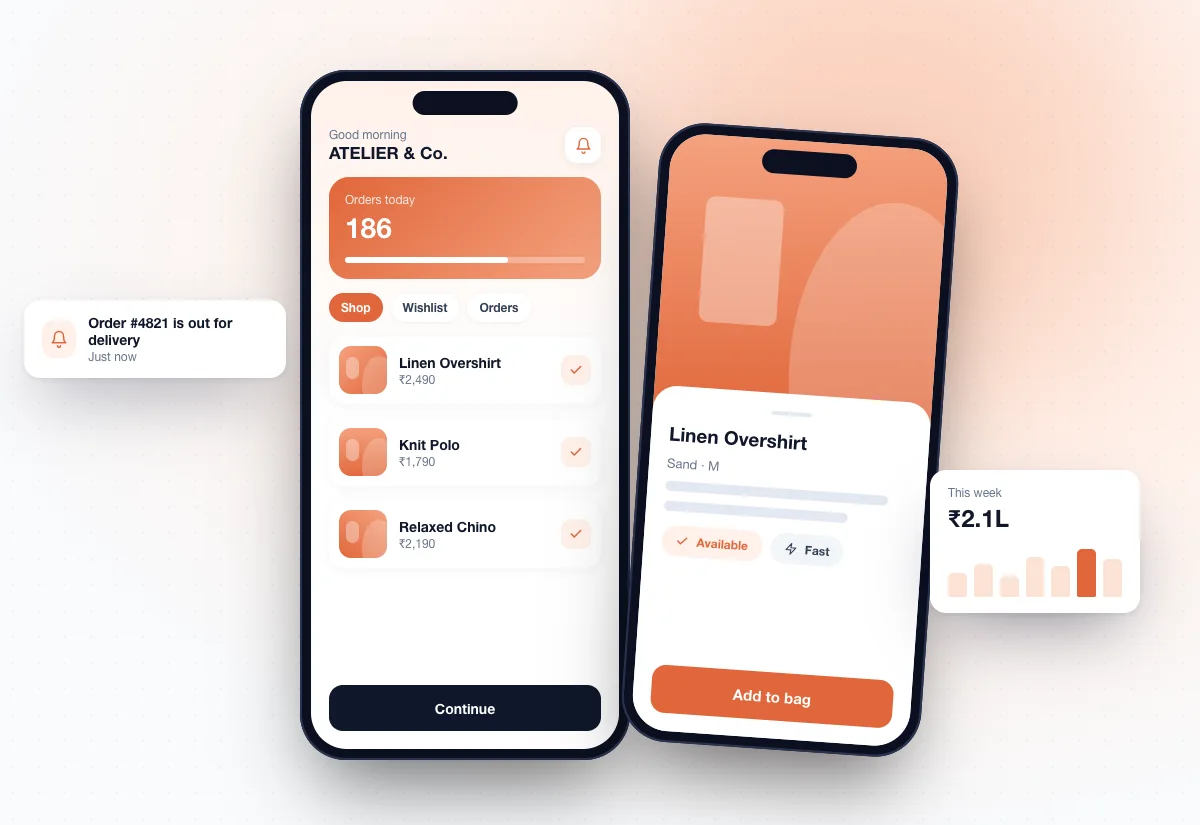 Good morning
ATELIER & Co.
Orders today
186
Shop
Wishlist
Orders
Linen Overshirt
₹2,490
Knit Polo
₹1,790
Relaxed Chino
₹2,190
Continue
Order #4821 is out for
delivery
Just now
Linen Overshirt
Sand · M
Available
Fast
Add to bag
This week
₹2.1L